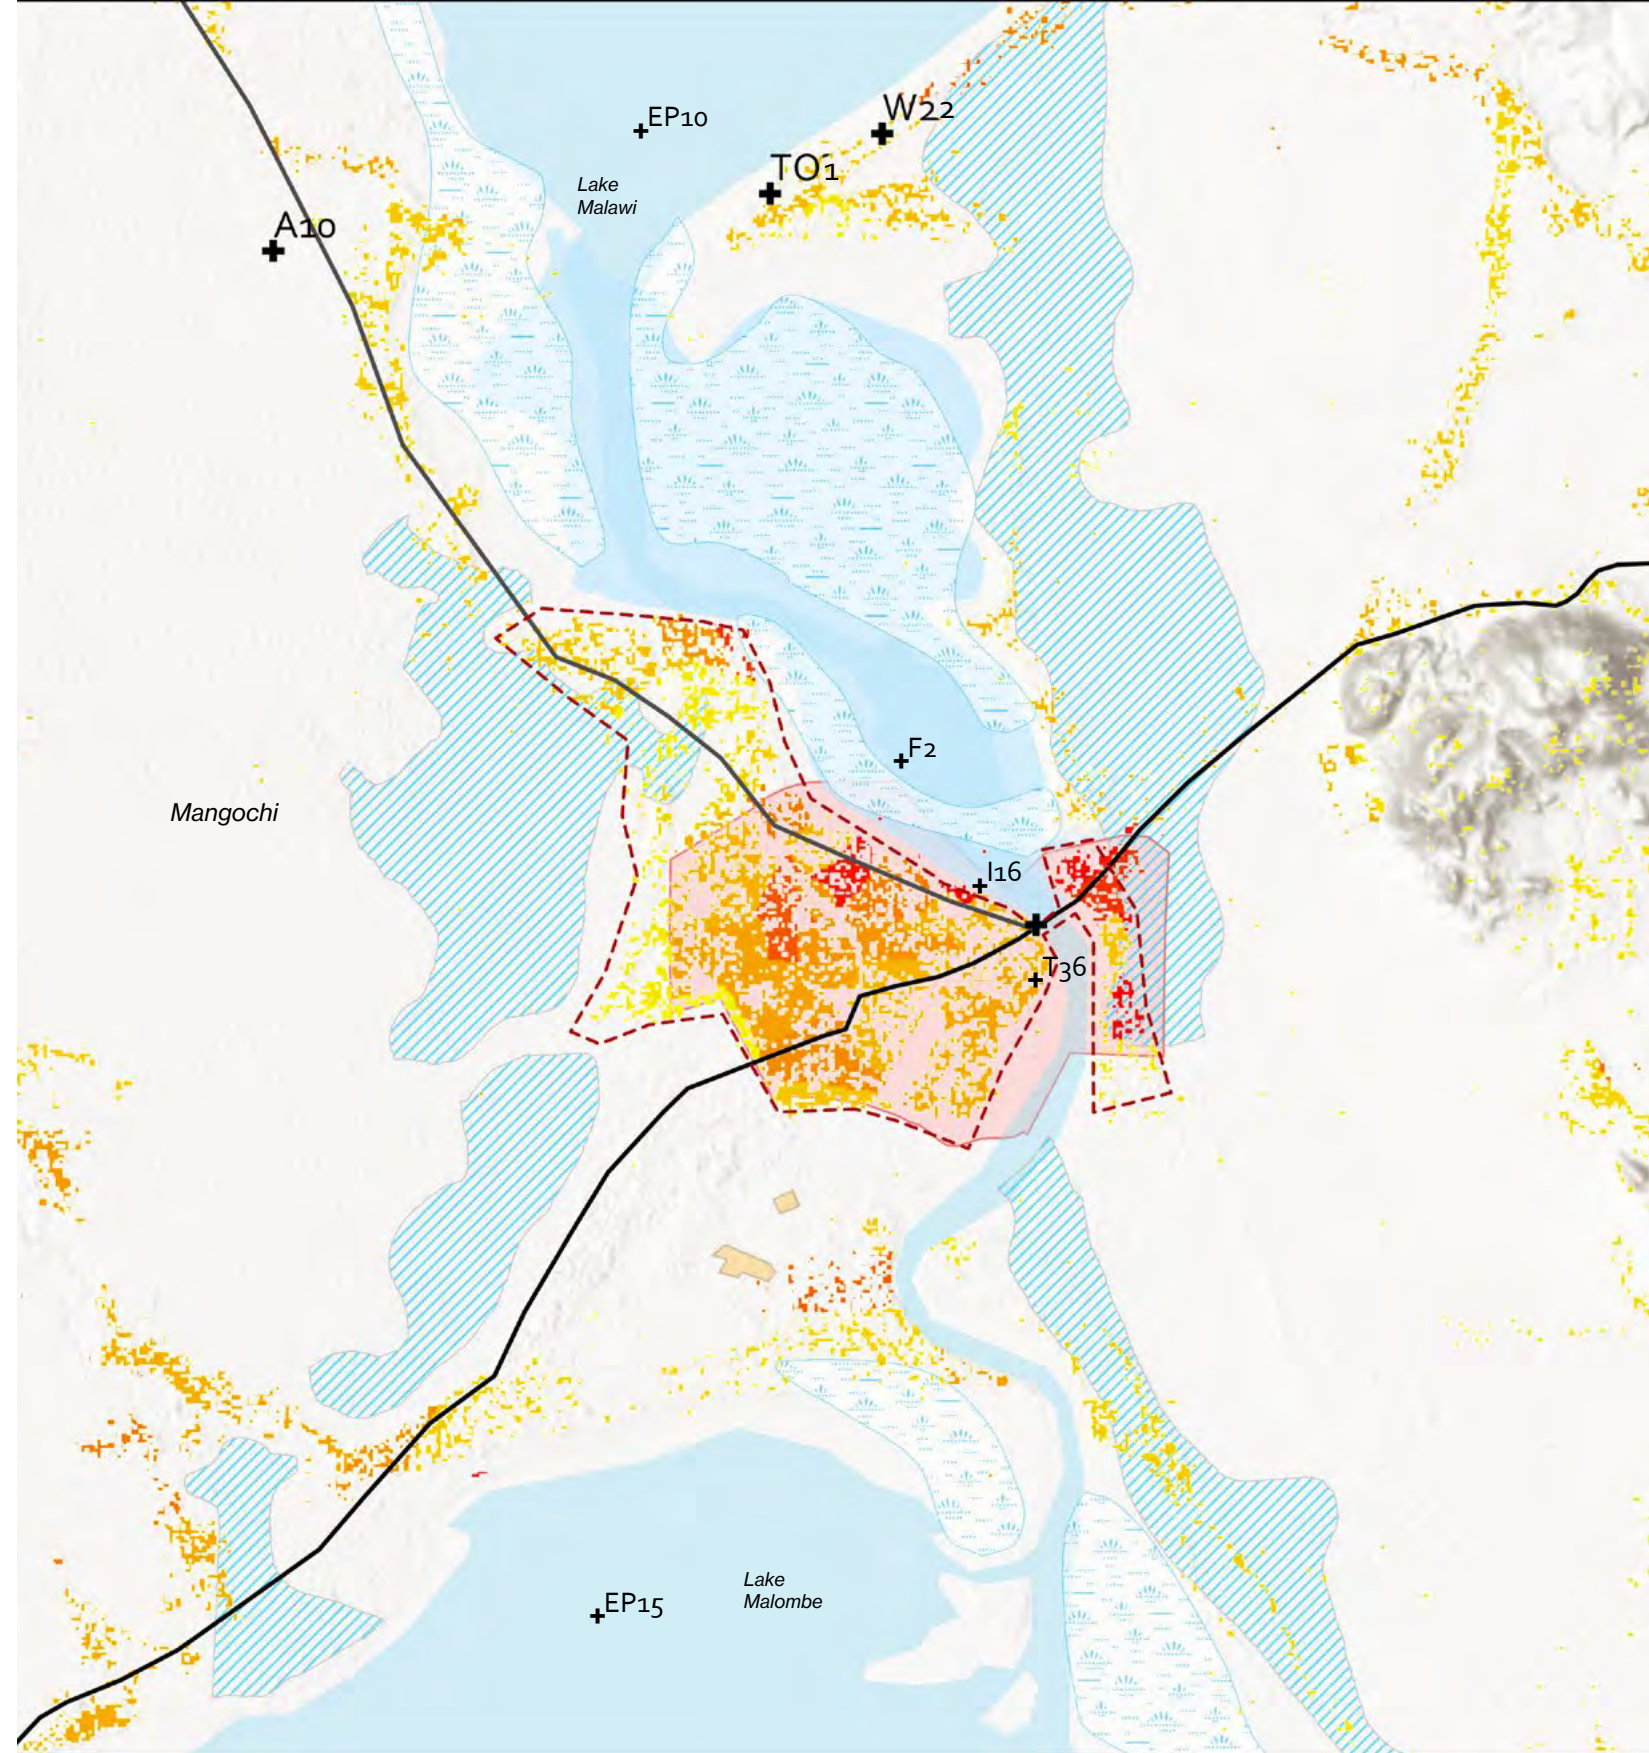 W22
EP10
TO1
Lake
Malawi
A10
F2
Mangochi
I16
T36
Lake
Malombe
EP15